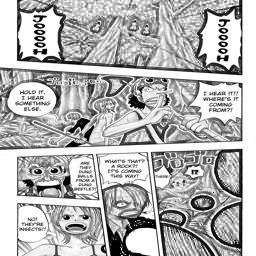 JOOOOH
JOOOOH
I HEAR IT!!
WHERE'S IT
COMING
FROM?!
HOLD IT.
I HEAR
SOMETHING
ELSE.
!?
WHAT'S
THAT? A
ROCK? IT'S
COMING
THIS WAY!
ARE
THEY
DUNG
BALLS
FROM A
DUNG
BEETLE?
NO!
THEY'RE
INSECTS!!